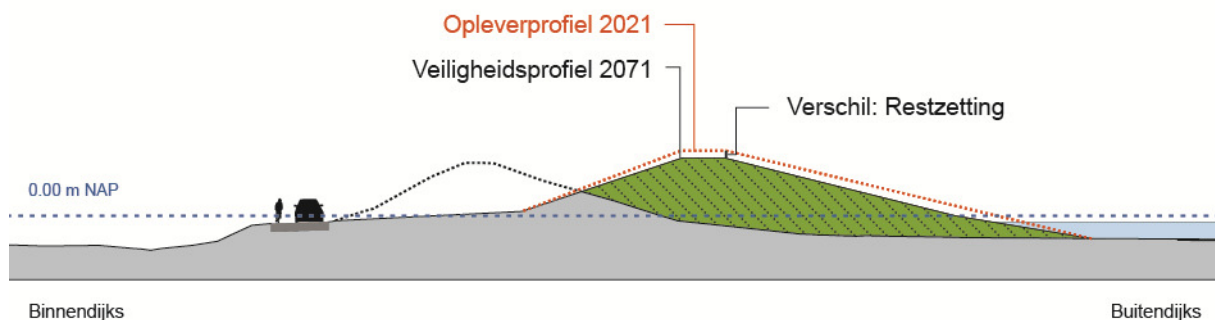 Opleverprofiel 2021
Veiligheidsprofiel 2071
Verschil: Restzetting
0.00 m NAP
Binnendijks
Buitendijks